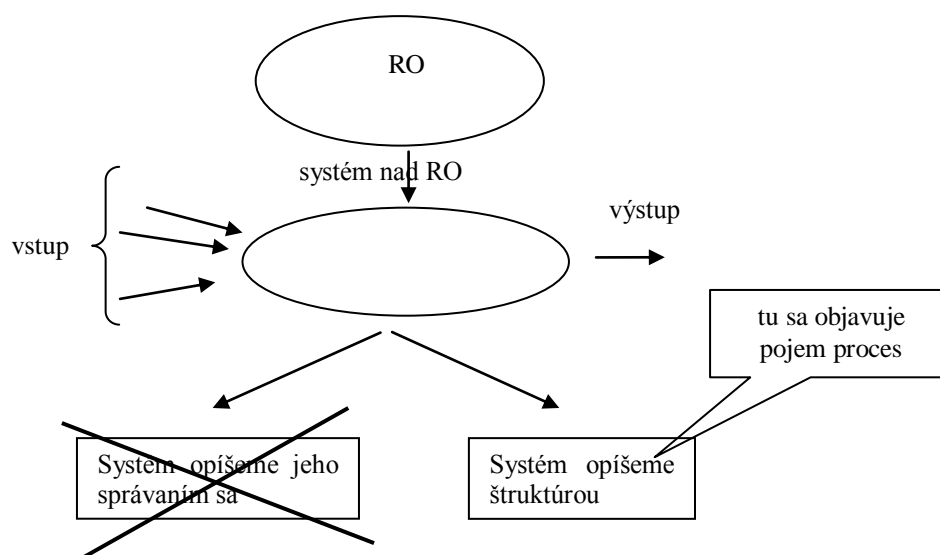 RO
systém nad RO
vstup
výstup
tu sa objavuje
pojem proces
Systém opíšeme jeho
správaním sa
Systém opíšeme
štruktúrou